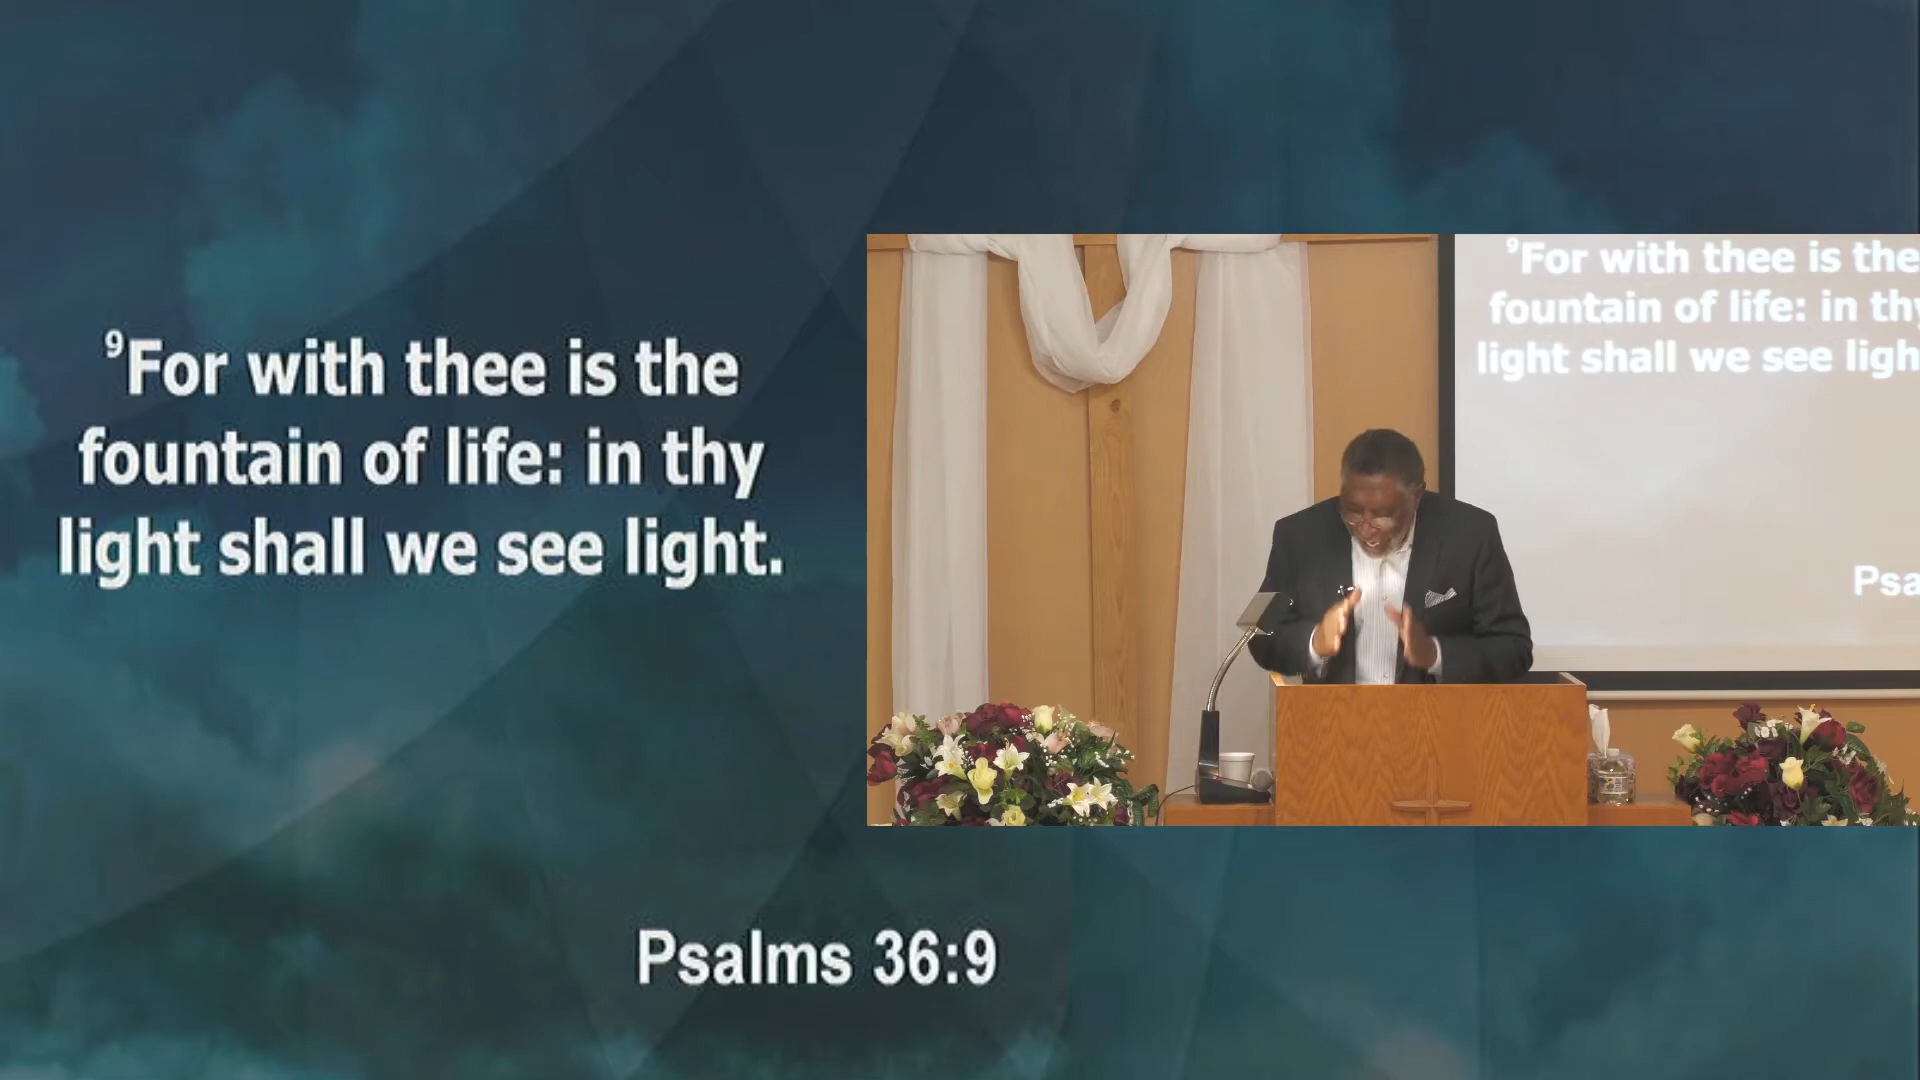 ⁹For with thee is the
fountain of life: in thy
light shall we see light.
Psalms 36:9
⁹For with thee is the
fountain of life: in thy
light shall we see ligh
Psa